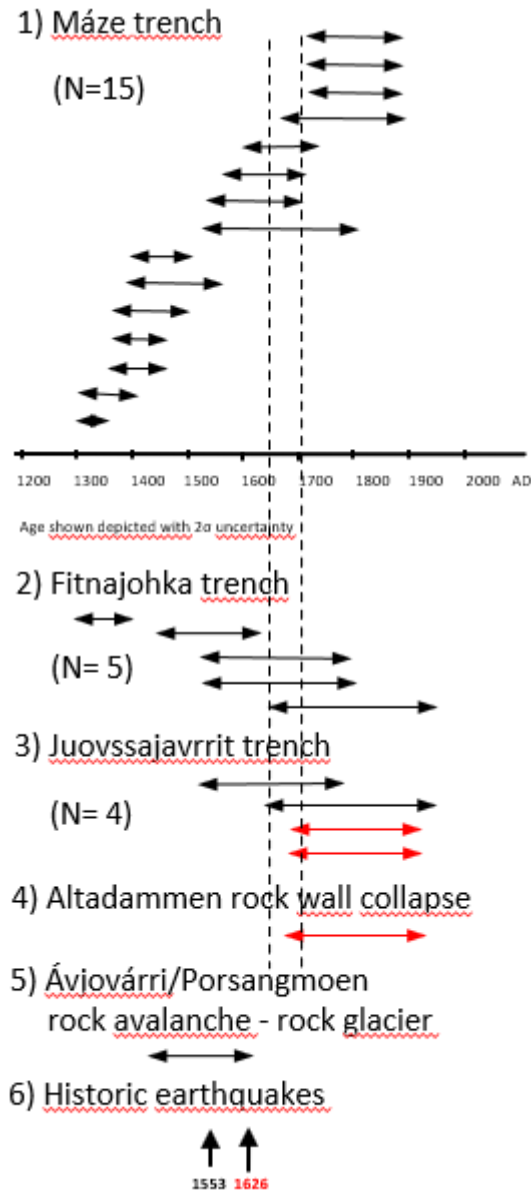 1) Máze trench
(N=15)
1200 1300 1400 1500 1600 1700 1800 1900 2000 AD
Age shown depicted with 2σ uncertainty
2) Fitnajohka trench
(N= 5)
3) Juovssajavrrit trench
(N= 4)
4) Altadammen rock wall collapse
5) Ávjovárri/Porsangmoen
rock avalanche - rock glacier
6) Historic earthquakes
1553 1626